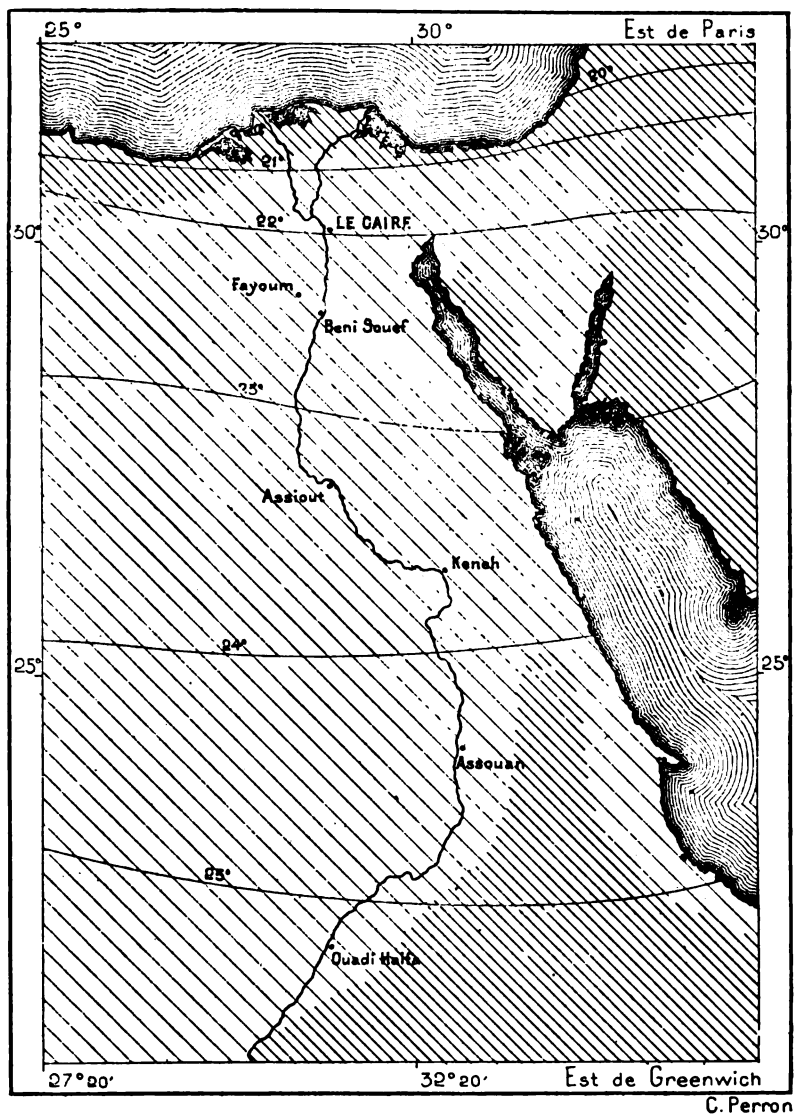 25° 30° Est de Paris
20°
21°
22° LE CAIRE
30° 30°
Fayoum
Beni Souef
23°
Assiout
Keneh
24°
25° 25°
Assouan
25°
Ouadi Halfa
27°20' 32°20' Est de Greenwich
C. Perron